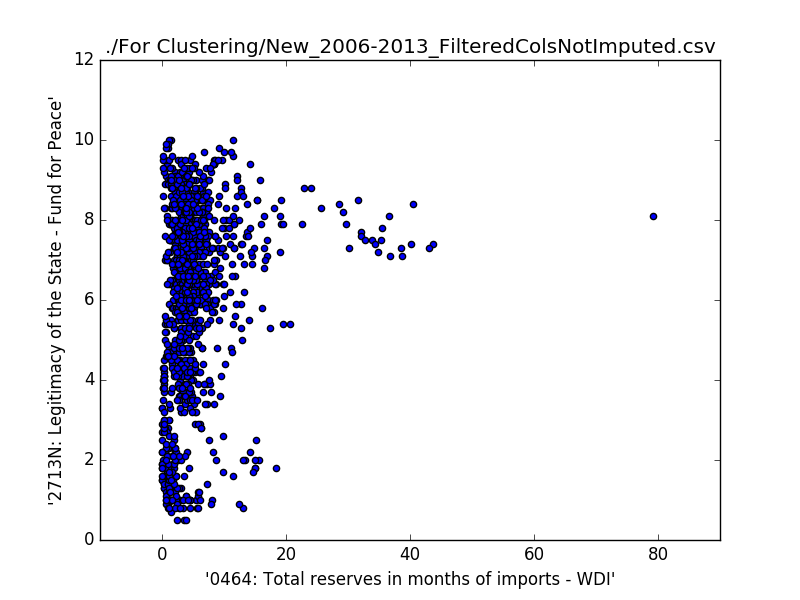 ./For Clustering/New_2006-2013_FilteredColsNotImputed.csv
12
10
8
6
4
2
0
'2713N: Legitimacy of the State - Fund for Peace'
0 20 40 60 80
'0464: Total reserves in months of imports - WDI'